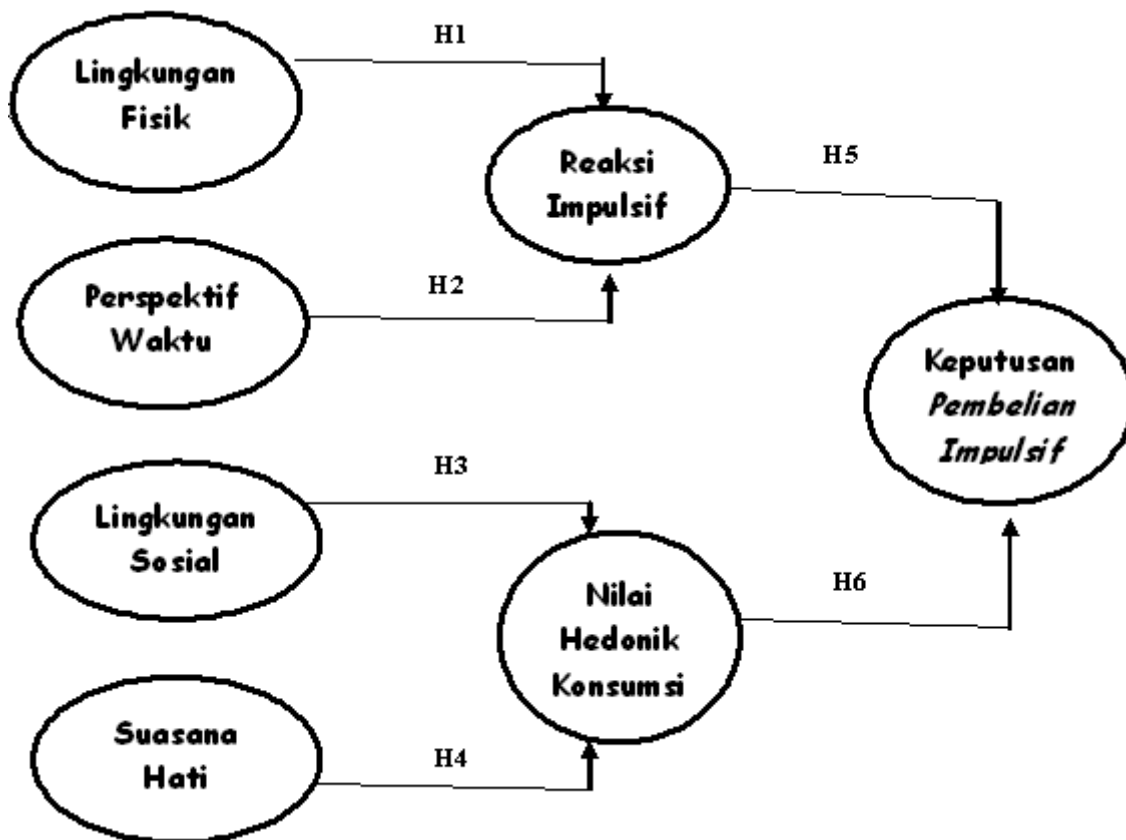 H1
Lingkungan
Fisik
Reaksi
Impulsif
H5
H2
Perspektif
Waktu
Keputusan
Pembelian
Impulsif
H3
Lingkungan
Sosial
Nilai
Hedonik
Konsumsi
H6
Suasana
Hati
H4